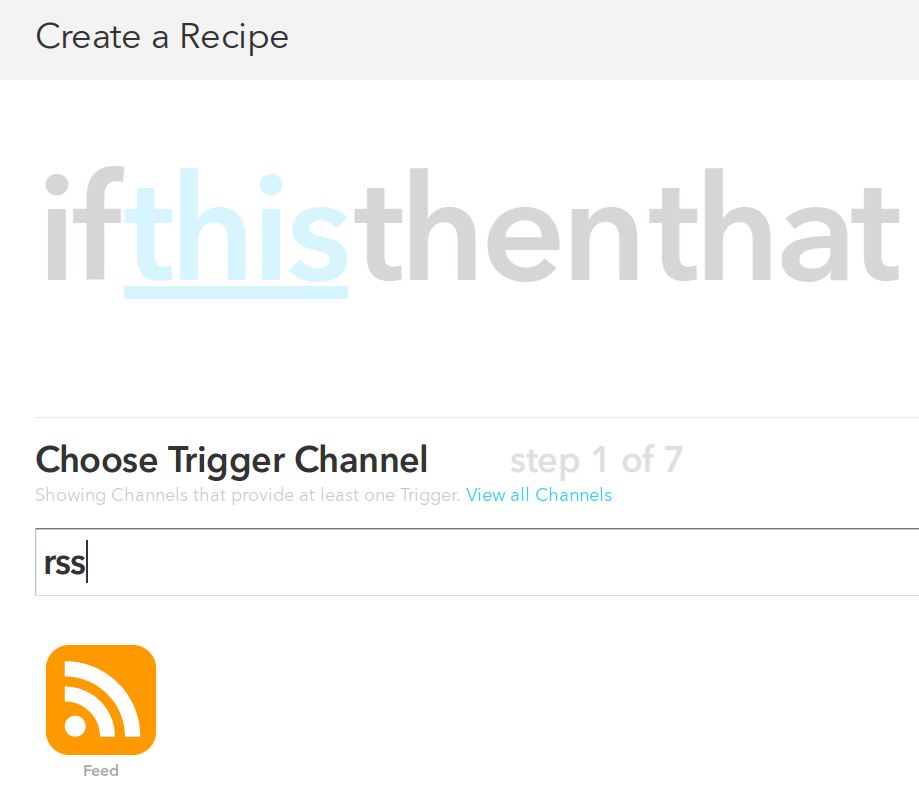 Create a Recipe
ifthisthenthat
Choose Trigger Channel step 1 of 7
Showing Channels that provide at least one Trigger. View all Channels
rss
Feed